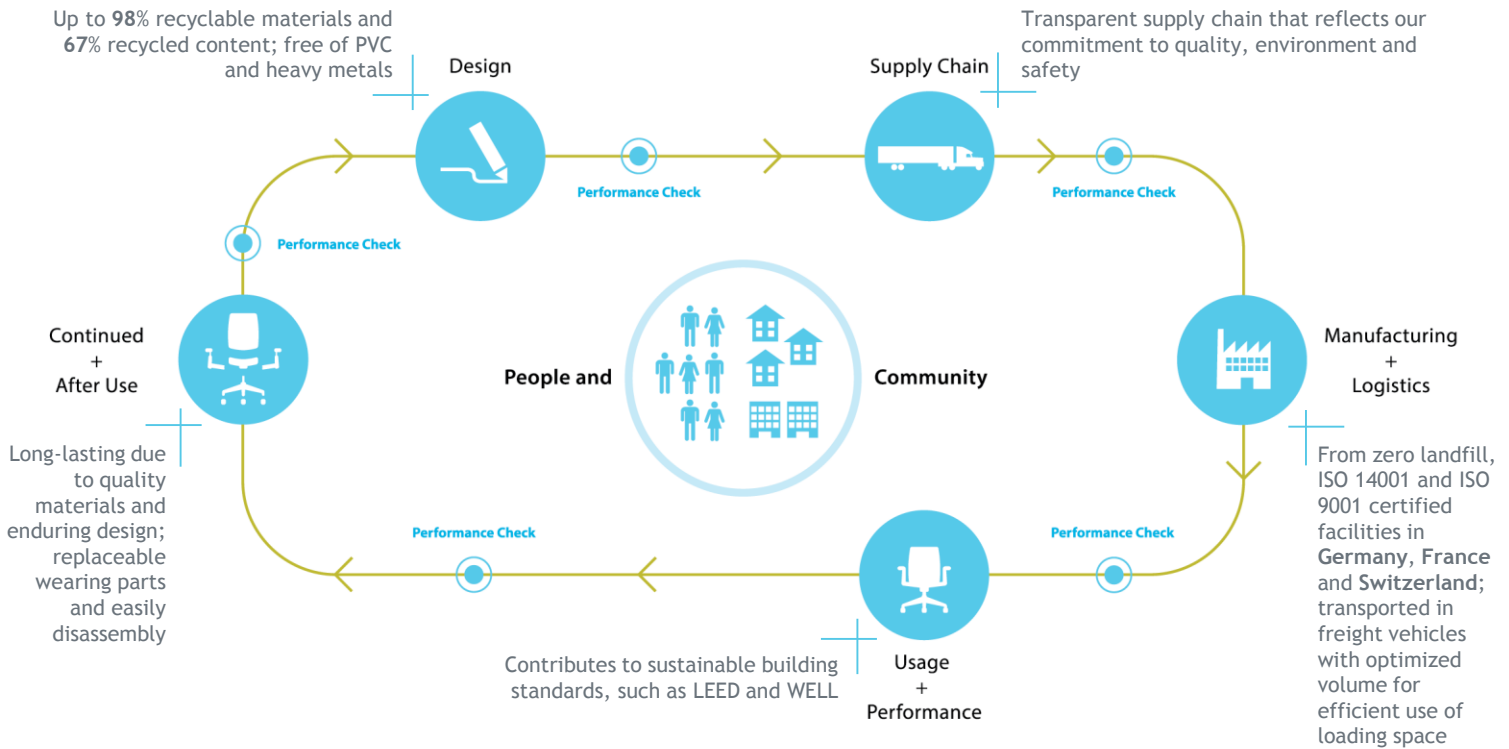 Up to 98% recyclable materials and
67% recycled content; free of PVC
and heavy metals
Design
Supply Chain
Transparent supply chain that reflects our
commitment to quality, environment and
safety
Performance Check
Performance Check
Performance Check
Continued
+
After Use
People and
Community
Manufacturing
+
Logistics
Long-lasting due
to quality
materials and
enduring design;
replaceable
wearing parts
and easily
disassembly
From zero landfill,
ISO 14001 and ISO
9001 certified
facilities in
Germany, France
and Switzerland;
transported in
freight vehicles
with optimized
volume for
efficient use of
loading space
Performance Check
Performance Check
Contributes to sustainable building
standards, such as LEED and WELL
Usage
+
Performance